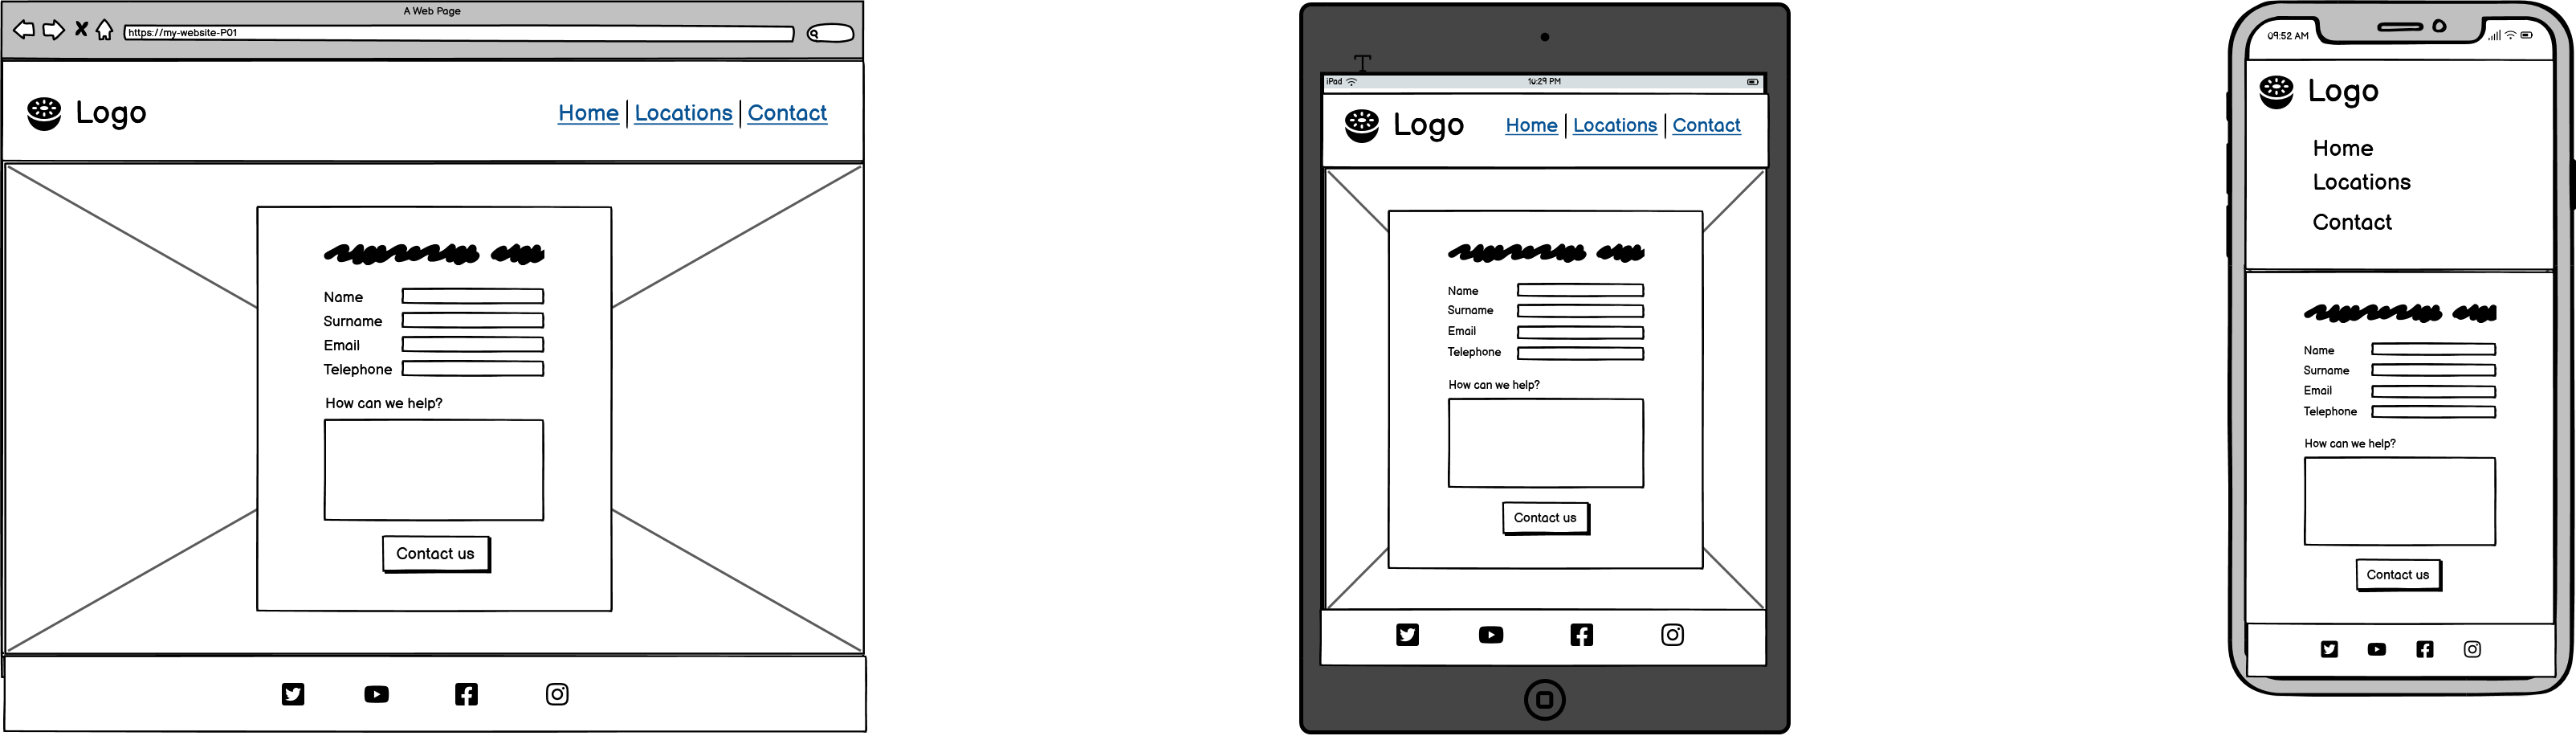 A Web Page
https://my-website-P01
Logo
Home | Locations | Contact
Name
Surname
Email
Telephone
How can we help?
Contact us
T
iPad
10:29 PM
Logo
Home | Locations | Contact
Name
Surname
Email
Telephone
How can we help?
Contact us
09:52 AM
Logo
Home
Locations
Contact
Name
Surname
Email
Telephone
How can we help?
Contact us